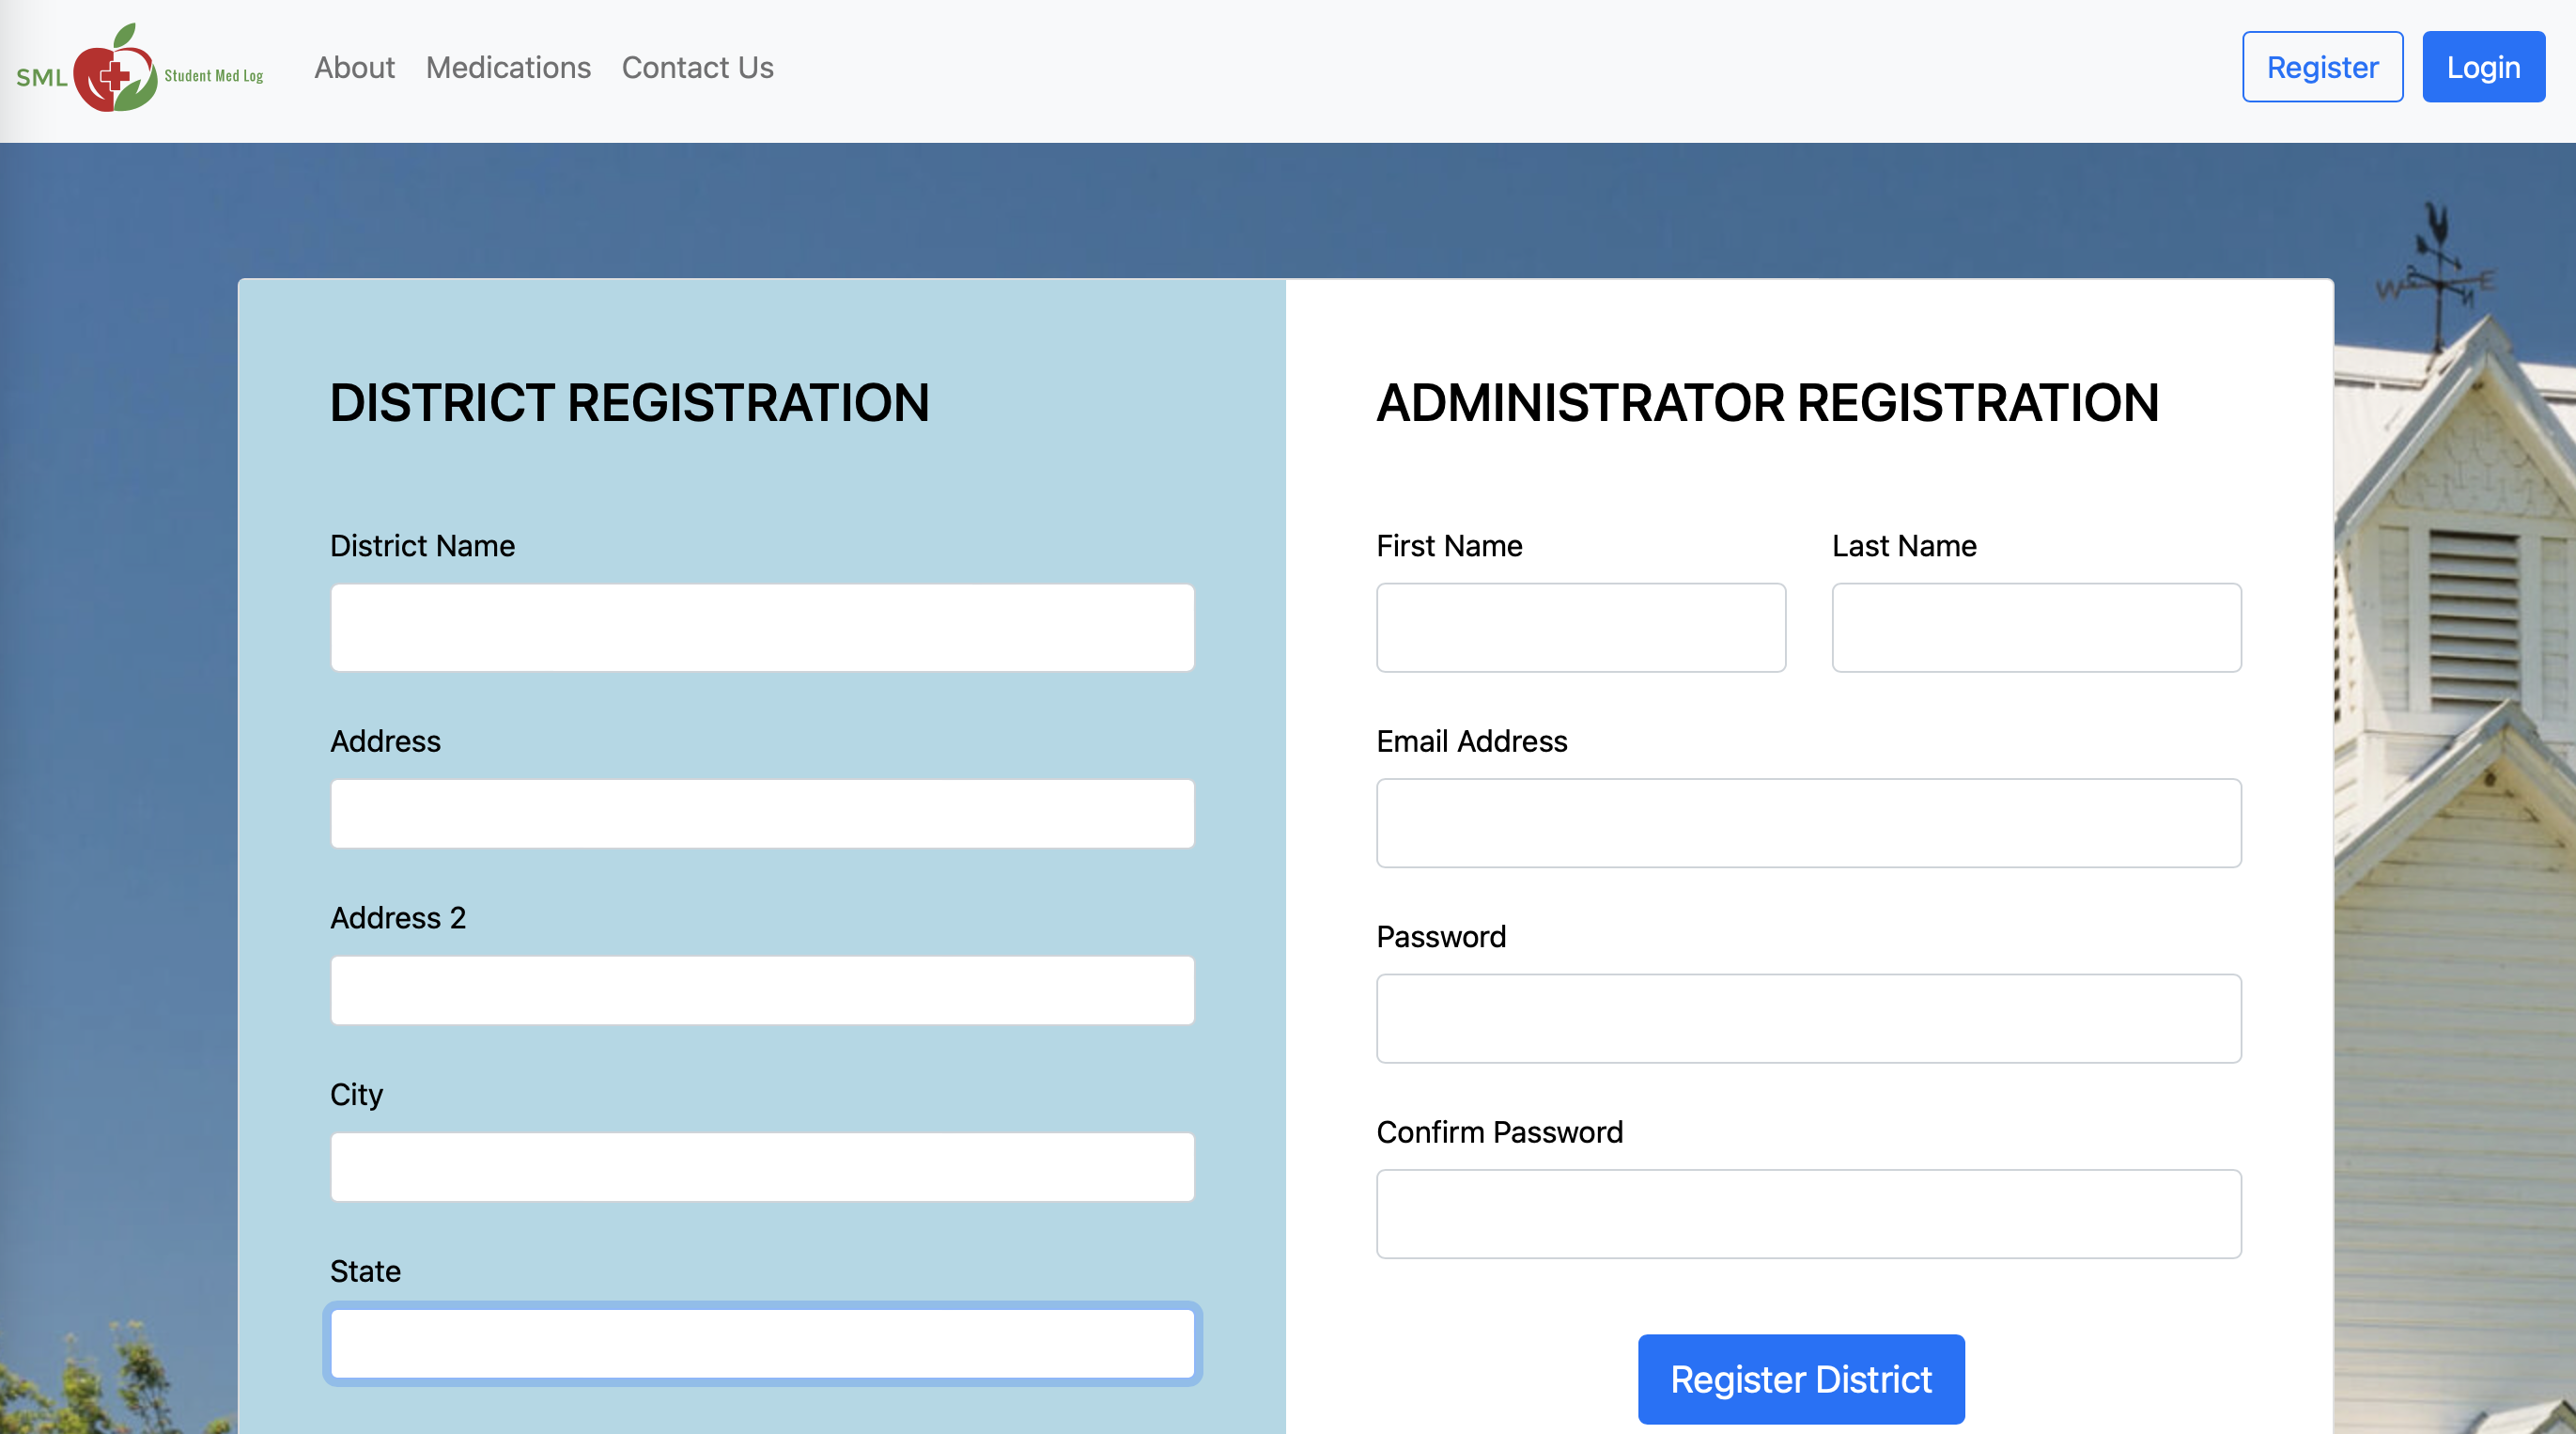 SML Student Med Log
About Medications Contact Us
Register Login
DISTRICT REGISTRATION
District Name
Address
Address 2
City
State
ADMINISTRATOR REGISTRATION
First Name Last Name
Email Address
Password
Confirm Password
Register District
W E
N